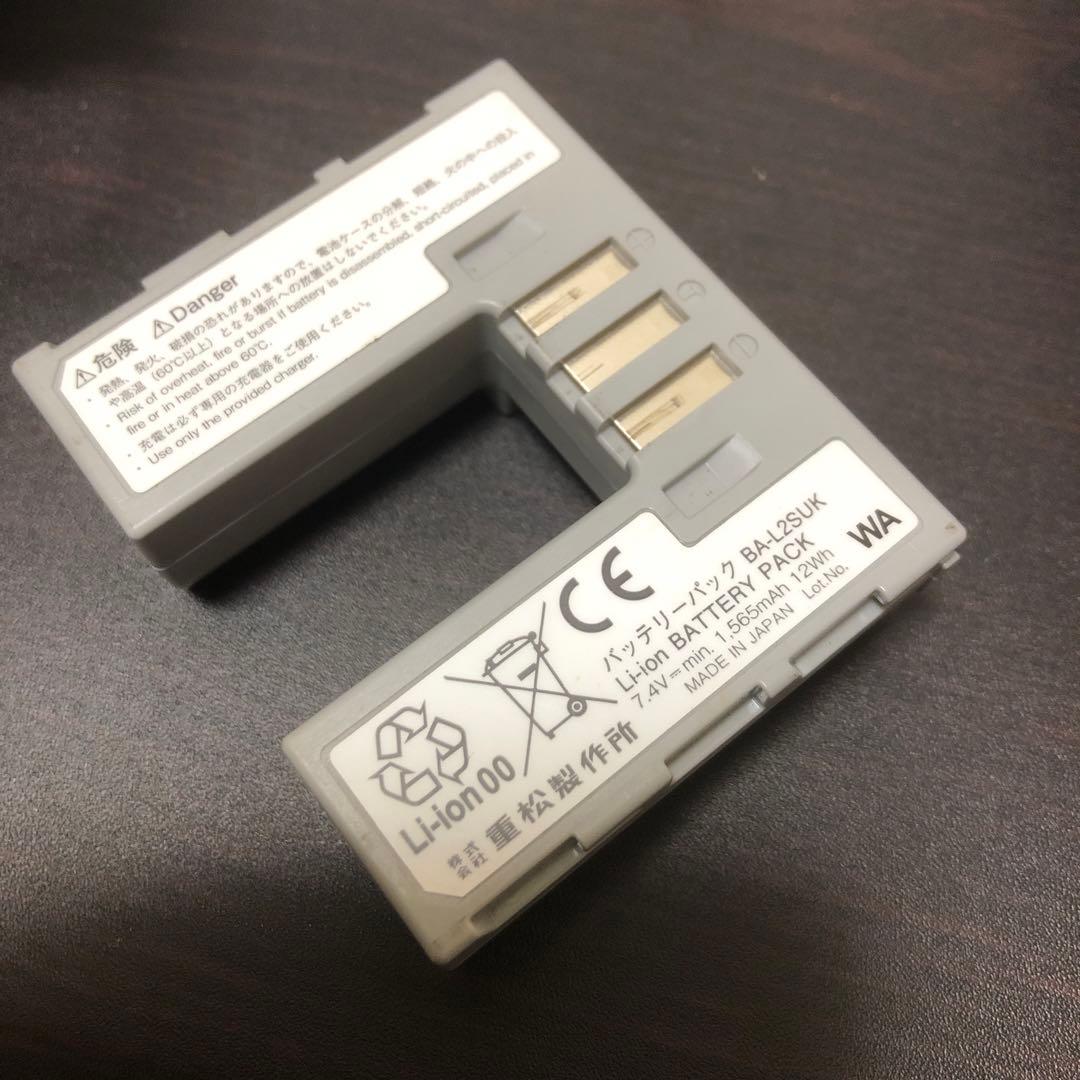 ⚠危険 ⚠Danger
・発熱、発火、破損の恐れがありますので、電池ケースの分解、短絡、火の中への投入
や高温（60℃以上）となる場所への放置はしないでください。
・Risk of overheat, fire or burst if battery is disassembled, short-circuited, placed in
fire or in heat above 60℃.
・充電は必ず専用の充電器をご使用ください。
・Use only the provided charger.
+
T
−
CE
バッテリーパック BA-L2SUK
Li-ion BATTERY PACK
7.4V⎓min. 1,565mAh 12Wh
MADE IN JAPAN Lot.No.
WA
Li-ion 00
株式会社 重松製作所